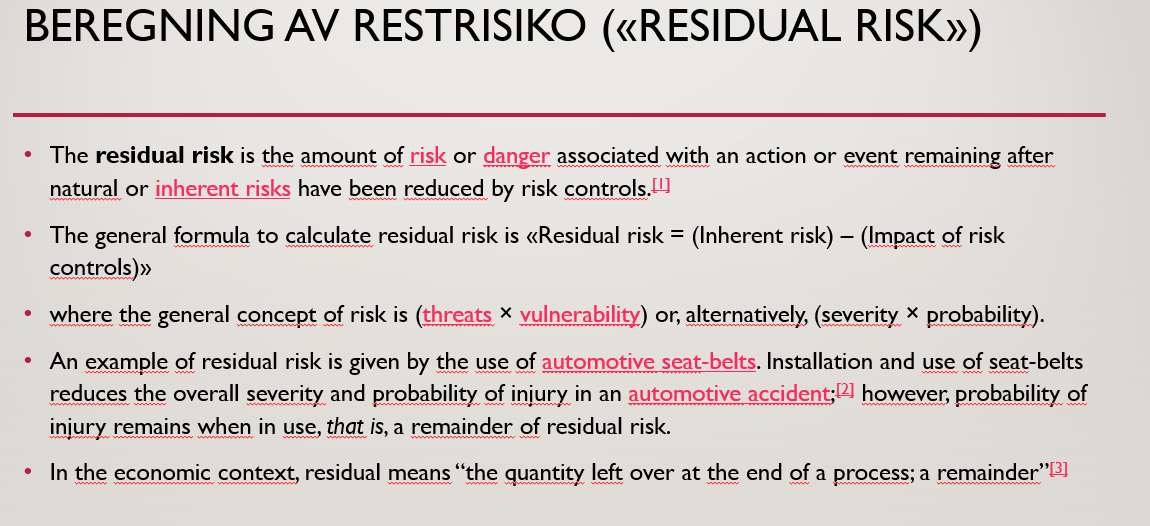 BEREGNING AV RESTRISIKO («RESIDUAL RISK»)
• The residual risk is the amount of risk or danger associated with an action or event remaining after
natural or inherent risks have been reduced by risk controls.[1]
• The general formula to calculate residual risk is «Residual risk = (Inherent risk) – (Impact of risk
controls)»
• where the general concept of risk is (threats × vulnerability) or, alternatively, (severity × probability).
• An example of residual risk is given by the use of automotive seat-belts. Installation and use of seat-belts
reduces the overall severity and probability of injury in an automotive accident;[2] however, probability of
injury remains when in use, that is, a remainder of residual risk.
• In the economic context, residual means “the quantity left over at the end of a process; a remainder”[3]